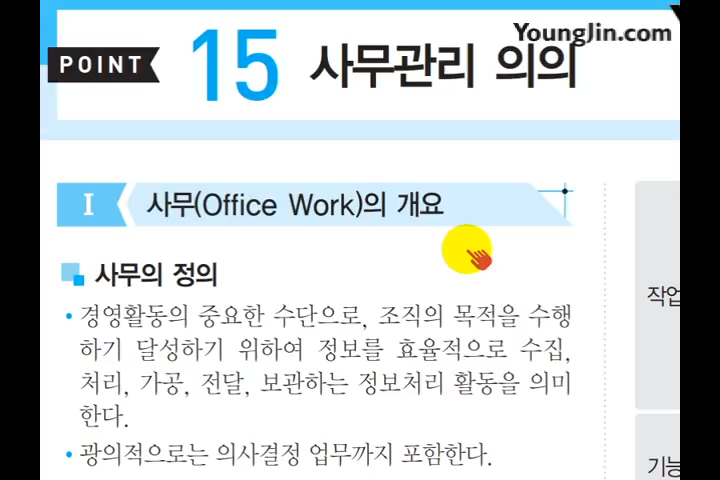 YoungJin.com
POINT 15 사무관리 의의
I 사무(Office Work)의 개요
사무의 정의
• 경영활동의 중요한 수단으로, 조직의 목적을 수행
하기 달성하기 위하여 정보를 효율적으로 수집,
처리, 가공, 전달, 보관하는 정보처리 활동을 의미
한다.
• 광의적으로는 의사결정 업무까지 포함한다.
작업
기능